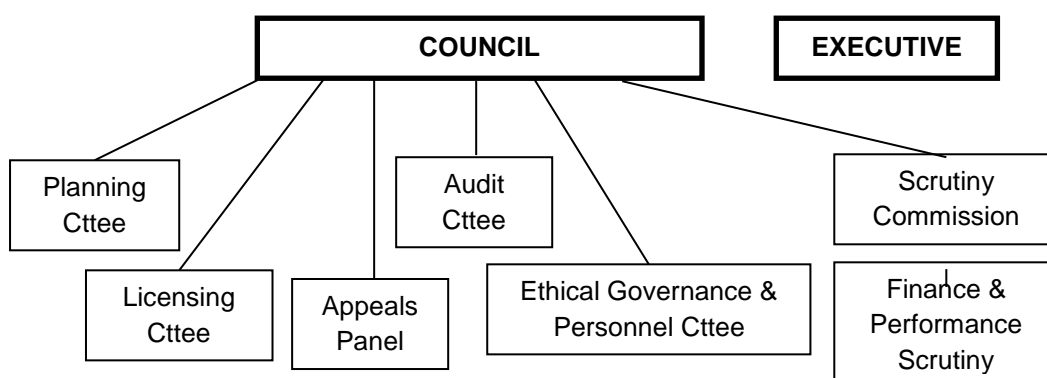 COUNCIL
EXECUTIVE
Planning
Cttee
Audit
Cttee
Scrutiny
Commission
Licensing
Cttee
Appeals
Panel
Ethical Governance &
Personnel Cttee
Finance &
Performance
Scrutiny